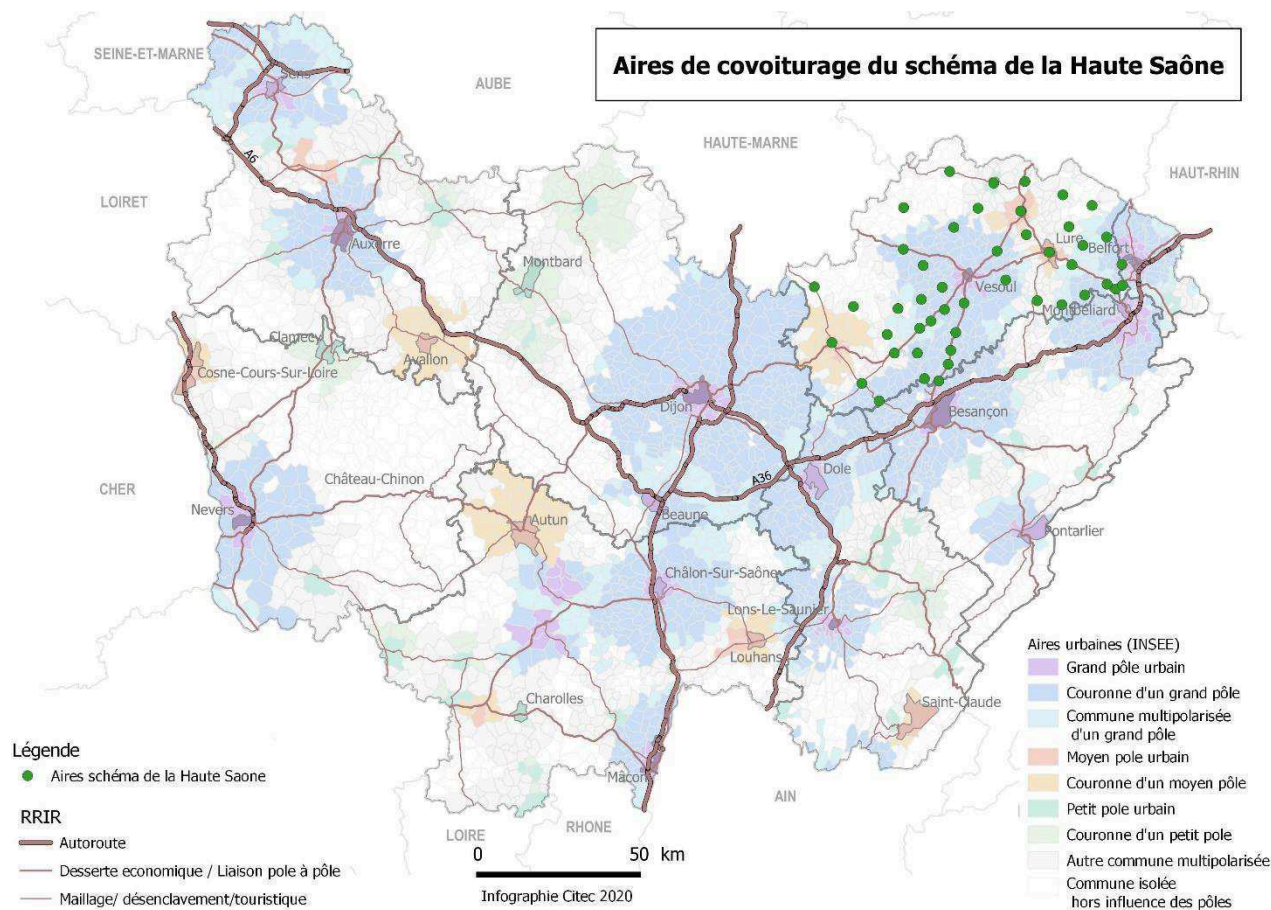 Aires de covoiturage du schéma de la Haute Saône
SEINE-ET-MARNE
AUBE
HAUTE-MARNE
HAUT-RHIN
LOIRET
CHER
LOIRE
RHONE
AIN
Sens
A6
Auxerre
Montbard
Lure
Belfort
Vesoul
Montbéliard
Clamecy
Avallon
Cosne-Cours-Sur-Loire
Dijon
Besançon
Dole
A36
Château-Chinon
Nevers
Autun
Beaune
Pontarlier
Châlon-Sur-Saône
Lons-Le-Saunier
Louhans
Charolles
Saint-Claude
Mâcon
Légende
Aires schéma de la Haute Saone
RRIR
Autoroute
Desserte economique / Liaison pole à pôle
Maillage/ désenclavement/touristique
0 50 km
Infographie Citec 2020
Aires urbaines (INSEE)
Grand pôle urbain
Couronne d'un grand pôle
Commune multipolarisée
d'un grand pôle
Moyen pole urbain
Couronne d'un moyen pôle
Petit pole urbain
Couronne d'un petit pole
Autre commune multipolarisée
Commune isolée
hors influence des pôles